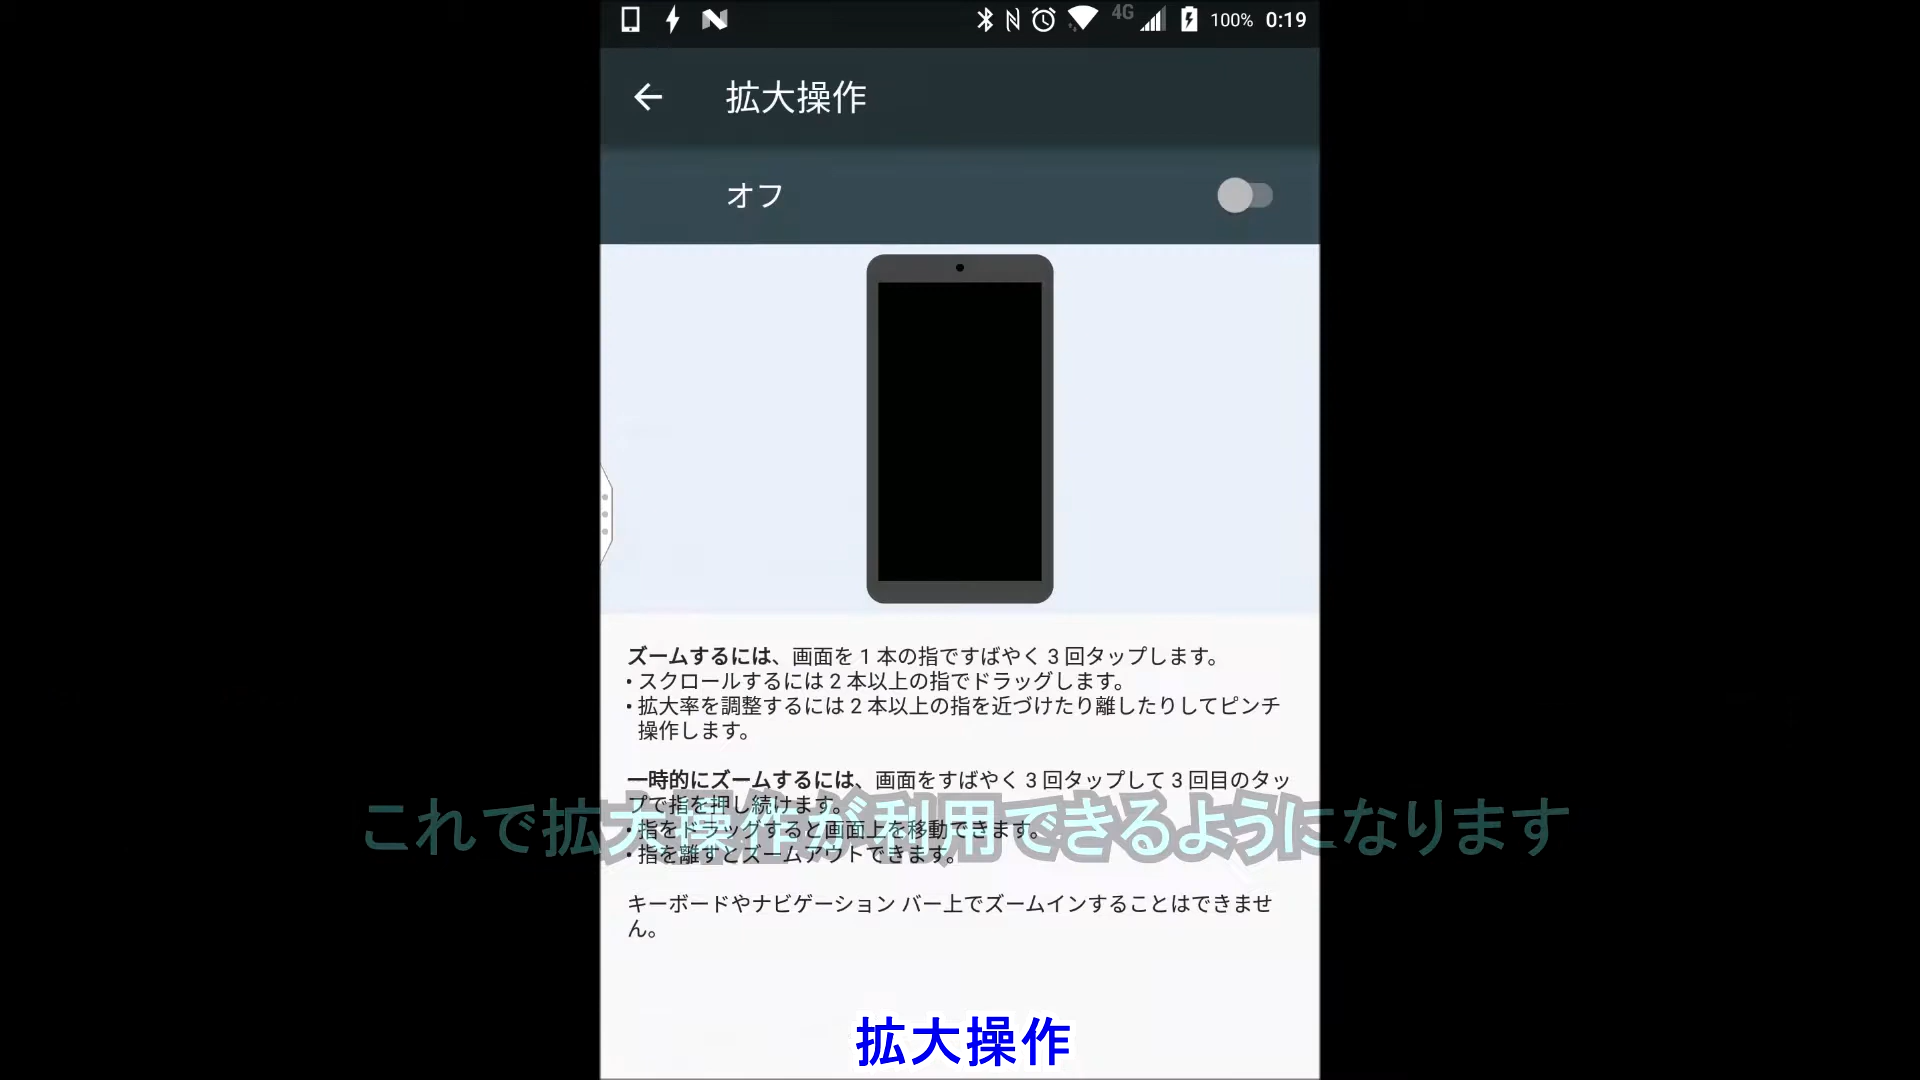 4G 100% 0:19
拡大操作
オフ
ズームするには、画面を 1 本の指ですばやく 3 回タップします。
・スクロールするには 2 本以上の指でドラッグします。
・拡大率を調整するには 2 本以上の指を近づけたり離したりしてピンチ
操作します。
一時的にズームするには、画面をすばやく 3 回タップして 3 回目のタッ
プで指を押し続けます。
・指をドラッグすると画面上を移動できます。
・指を離すとズームアウトできます。
これで拡大操作が利用できるようになります
キーボードやナビゲーション バー上でズームインすることはできませ
ん。
拡大操作